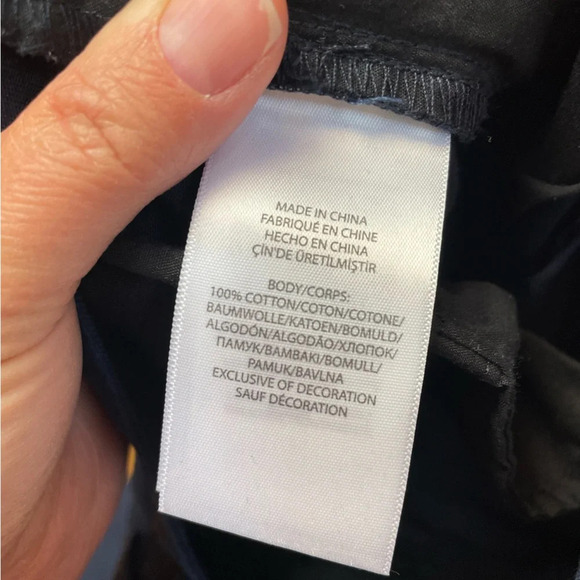 MADE IN CHINA
FABRIQUÉ EN CHINE
HECHO EN CHINA
ÇİN'DE ÜRETİLMİŞTİR
BODY/CORPS:
100% COTTON/COTON/COTONE/
BAUMWOLLE/KATOEN/BOMULD/
ALGODÓN/ALGODÃO/ХЛОПОК/
ПАМУК/BAMBAKI/BOMULL/
PAMUK/BAVLNA
EXCLUSIVE OF DECORATION
SAUF DÉCORATION